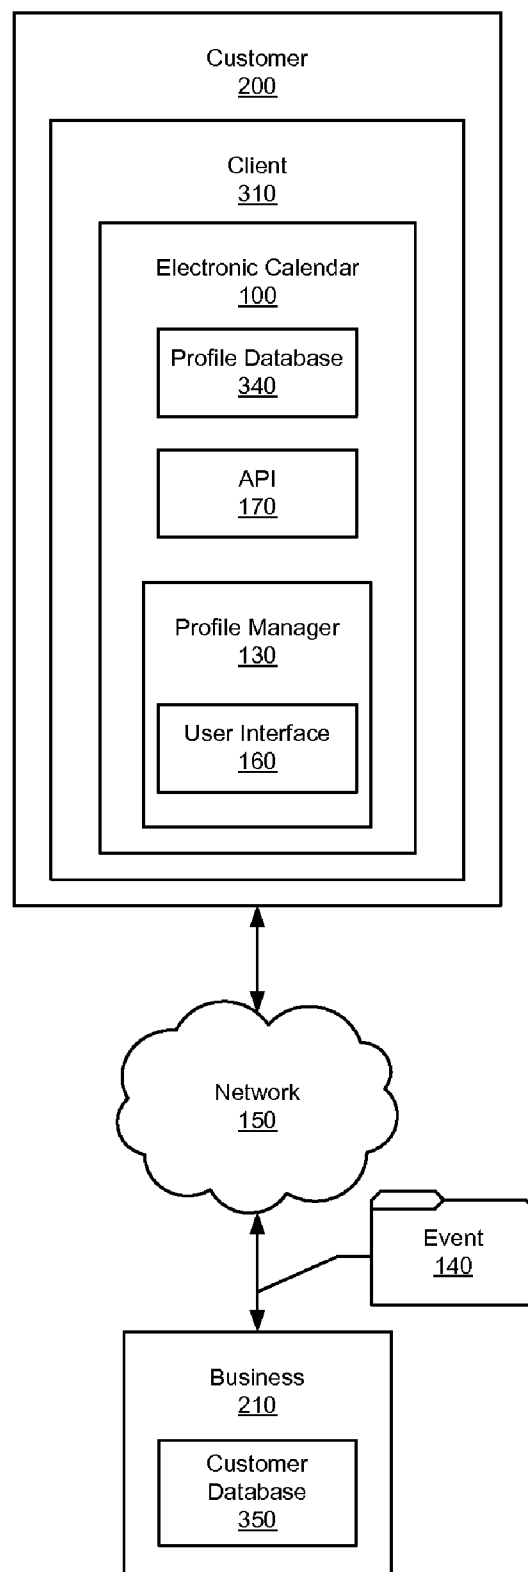 Customer
200
Client
310
Electronic Calendar
100
Profile Database
340
API
170
Profile Manager
130
User Interface
160
Network
150
Event
140
Business
210
Customer
Database
350